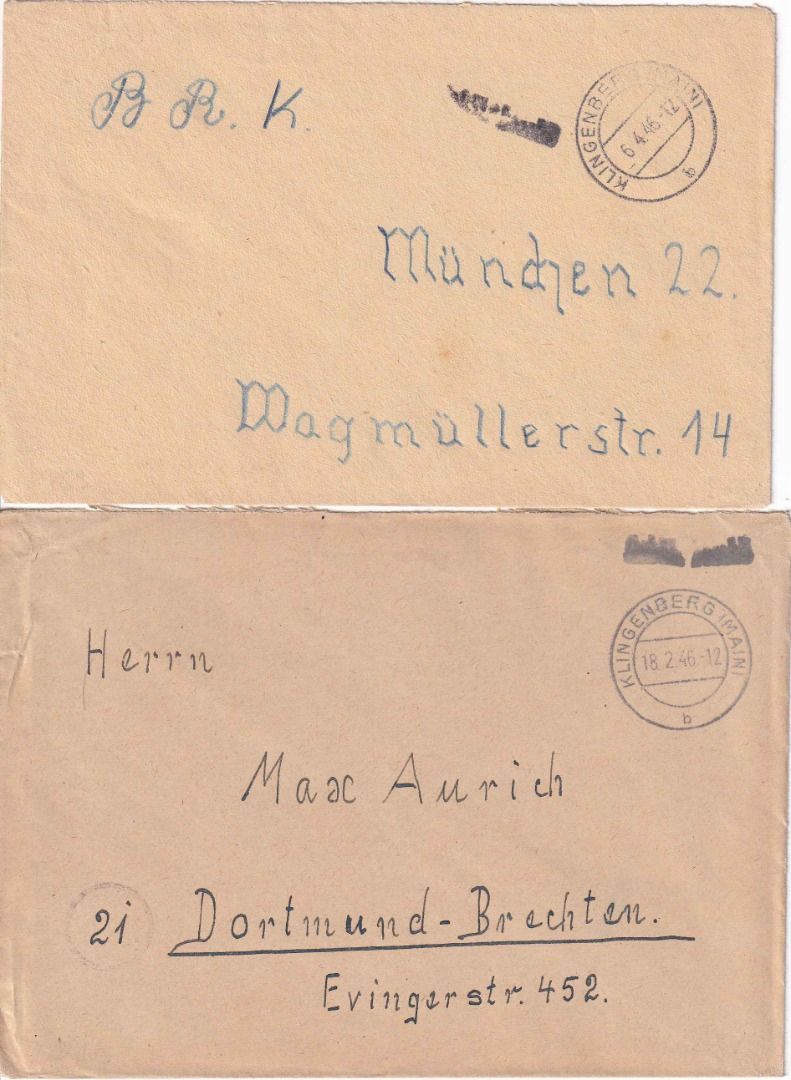 B R. K.
KLINGENBERG (MAIN)
6.4.46.-12
b
München 22.
Wagmüllerstr. 14
KLINGENBERG (MAIN)
18.2.46.-12
b
Herrn
Max Aurich
21 Dortmund-Brechten.
Evingerstr. 452.